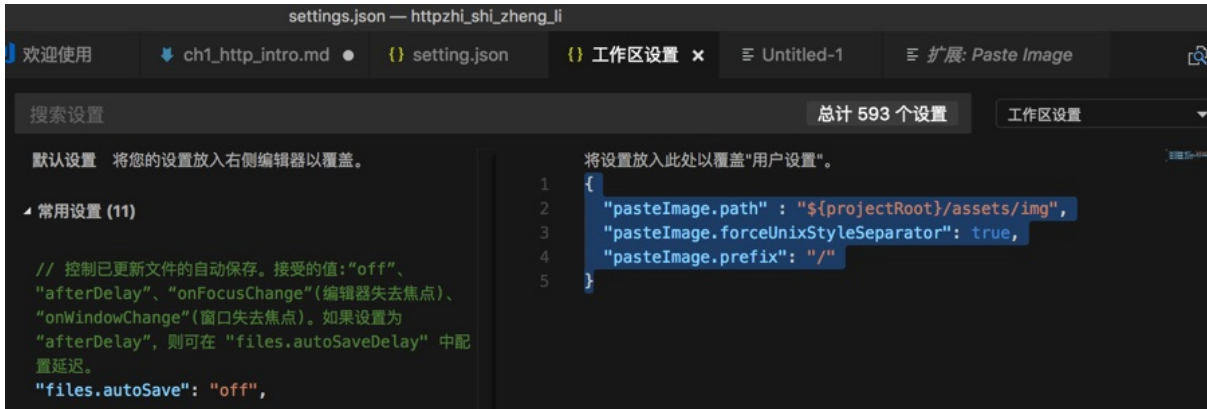 settings.json — httpzhi_shi_zheng_li
欢迎使用 ch1_http_intro.md ● {} setting.json {} 工作区设置 × Untitled-1 扩展: Paste Image
搜索设置 总计 593 个设置 工作区设置
默认设置 将您的设置放入右侧编辑器以覆盖。
常用设置 (11)
// 控制已更新文件的自动保存。接受的值:“off”、
"afterDelay”、“onFocusChange”(编辑器失去焦点)、
“onWindowChange”(窗口失去焦点)。如果设置为
“afterDelay”, 则可在 "files.autoSaveDelay" 中配
置延迟。
"files.autoSave": "off",
将设置放入此处以覆盖"用户设置"。
1 {
2 "pasteImage.path" : "${projectRoot}/assets/img",
3 "pasteImage.forceUnixStyleSeparator": true,
4 "pasteImage.prefix": "/"
5 }